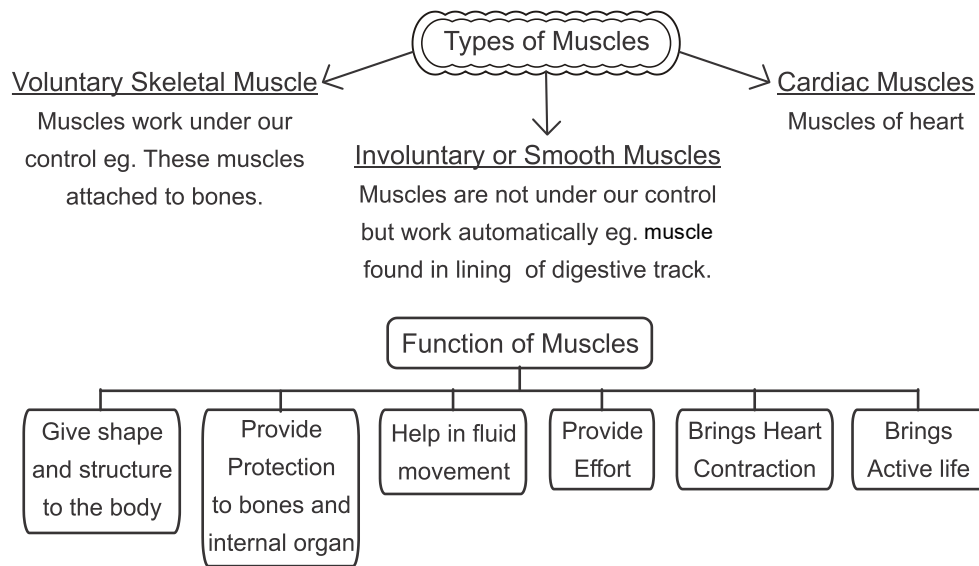 Types of Muscles
Voluntary Skeletal Muscle
Muscles work under our
control eg. These muscles
attached to bones.
Involuntary or Smooth Muscles
Muscles are not under our control
but work automatically eg. muscle
found in lining of digestive track.
Cardiac Muscles
Muscles of heart
Function of Muscles
Give shape
and structure
to the body
Provide
Protection
to bones and
internal organ
Help in fluid
movement
Provide
Effort
Brings Heart
Contraction
Brings
Active life